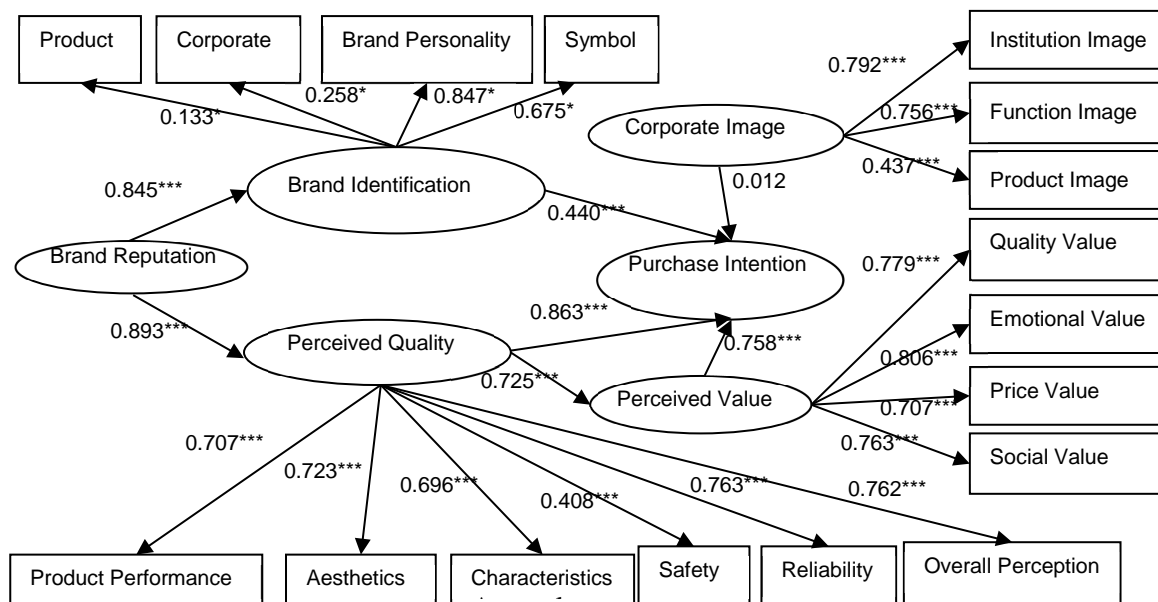 Product
Corporate
Brand Personality
Symbol
Institution Image
0.792***
0.258*
0.847*
0.675*
0.133*
Corporate Image
0.756***
Function Image
0.437***
Product Image
0.845***
Brand Identification
0.012
0.440***
Brand Reputation
Purchase Intention
Quality Value
0.779***
0.893***
Perceived Quality
0.863***
0.758***
Emotional Value
0.806***
0.725***
Perceived Value
Price Value
0.707***
0.763***
Social Value
0.707***
0.723***
0.696***
0.408***
0.763***
0.762***
Product Performance
Aesthetics
Characteristics
Safety
Reliability
Overall Perception